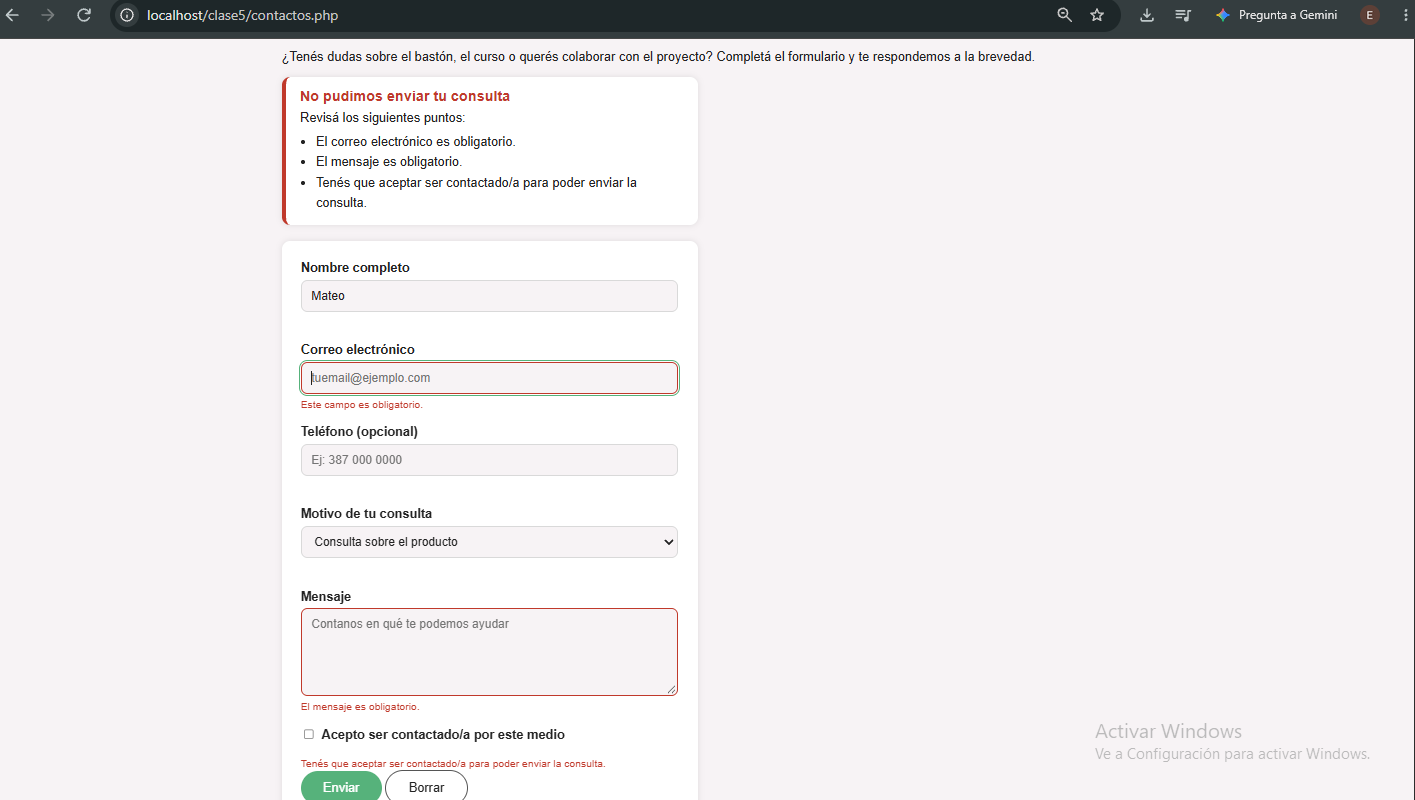 localhost/clase5/contactos.php
Pregunta a Gemini
E
¿Tenés dudas sobre el bastón, el curso o querés colaborar con el proyecto? Completá el formulario y te respondemos a la brevedad.
No pudimos enviar tu consulta
Revisá los siguientes puntos:
• El correo electrónico es obligatorio.
• El mensaje es obligatorio.
• Tenés que aceptar ser contactado/a para poder enviar la
consulta.
Nombre completo
Mateo
Correo electrónico
tuemail@ejemplo.com
Este campo es obligatorio.
Teléfono (opcional)
Ej: 387 000 0000
Motivo de tu consulta
Consulta sobre el producto
Mensaje
Contanos en qué te podemos ayudar
El mensaje es obligatorio.
Acepto ser contactado/a por este medio
Tenés que aceptar ser contactado/a para poder enviar la consulta.
Enviar
Borrar
Activar Windows
Ve a Configuración para activar Windows.